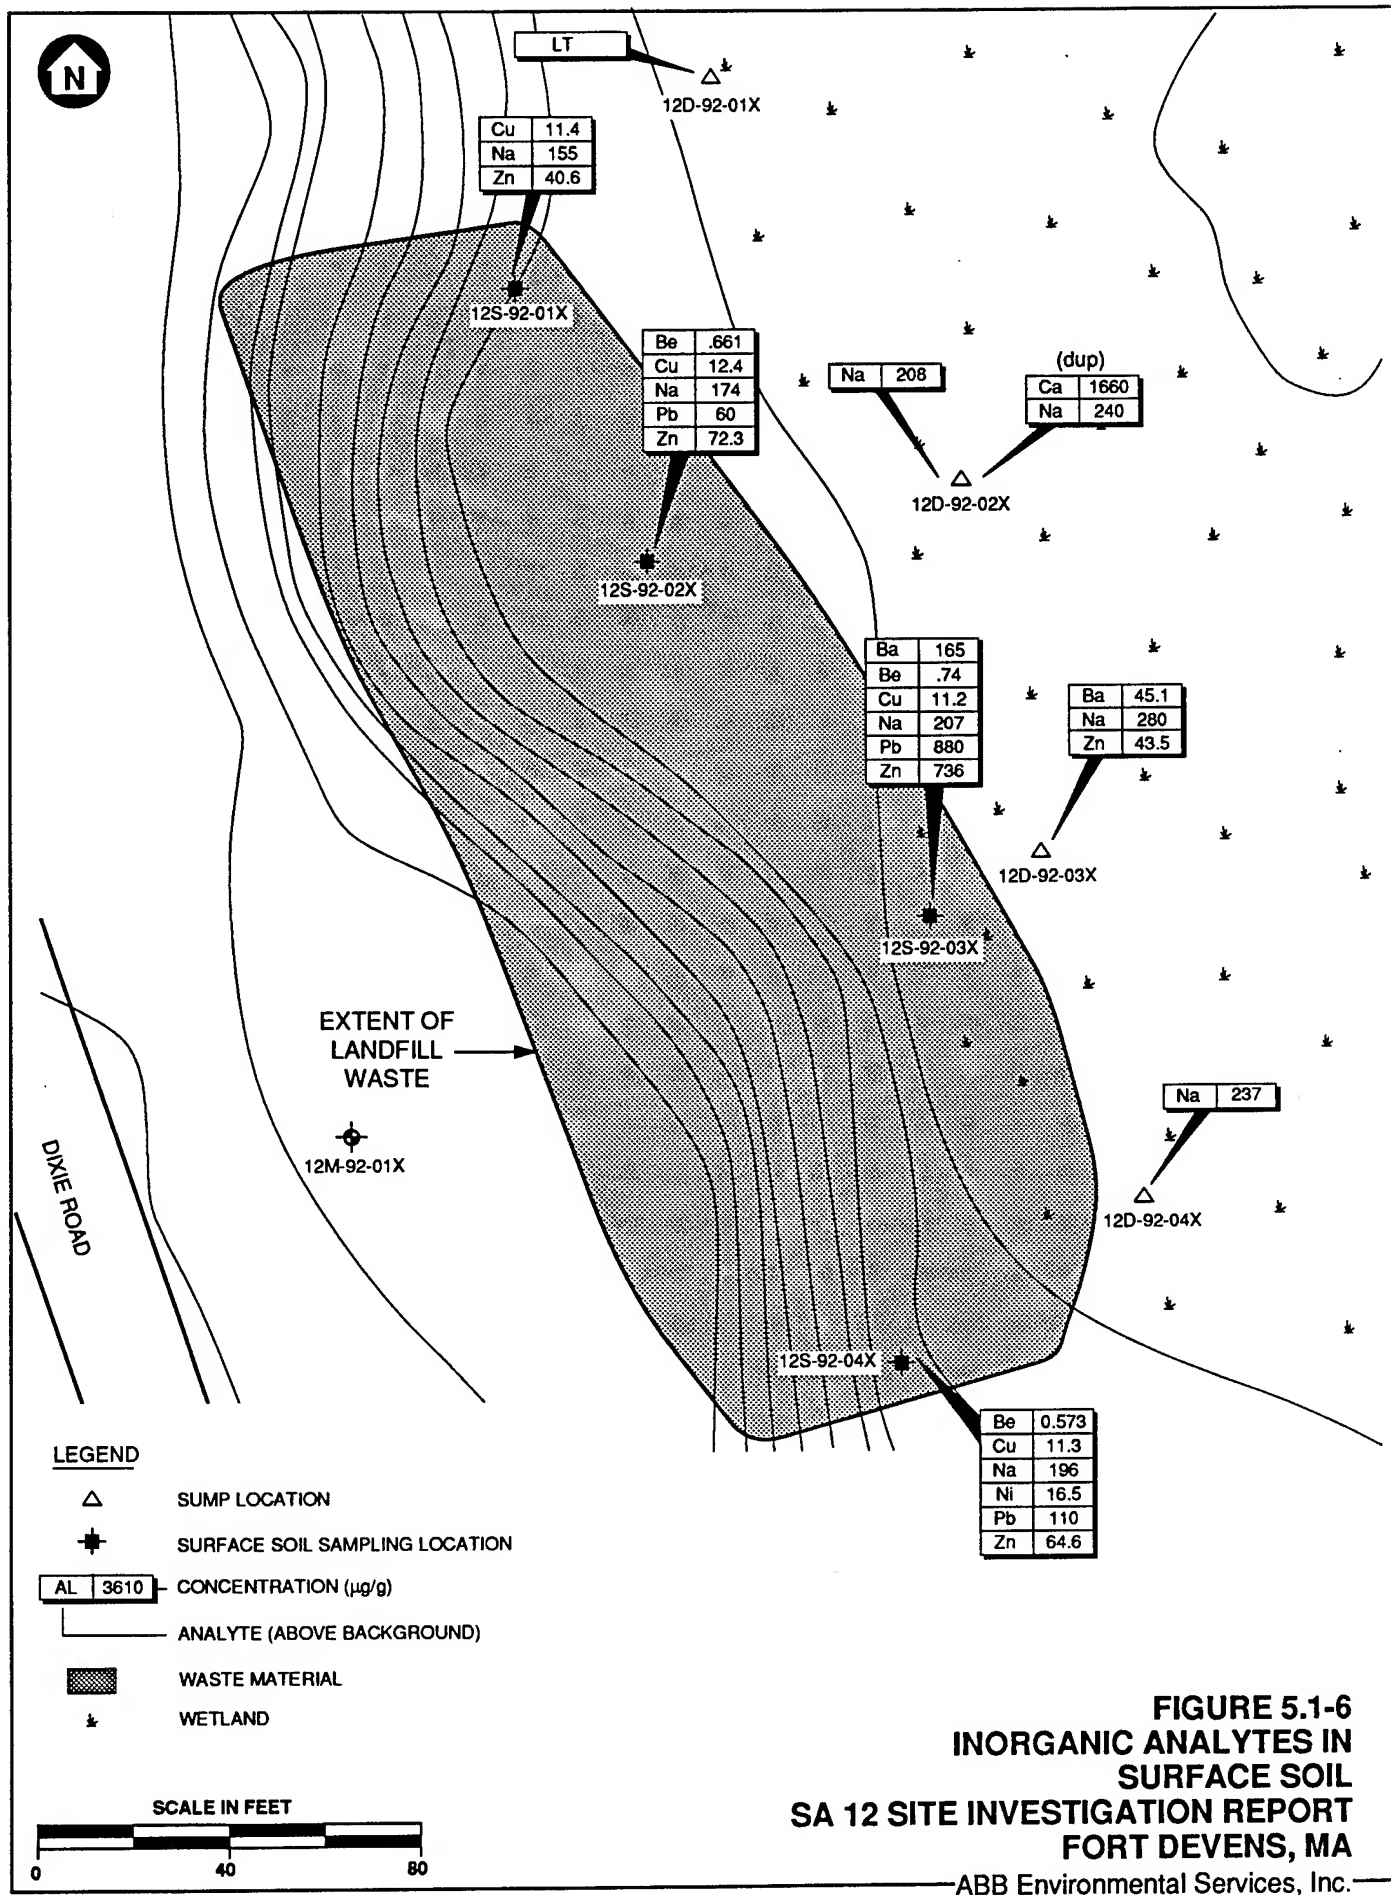 N
LT
12D-92-01X
Cu 11.4
Na 155
Zn 40.6
12S-92-01X
Be .661
Cu 12.4
Na 174
Pb 60
Zn 72.3
12S-92-02X
Na 208
(dup)
Ca 1660
Na 240
12D-92-02X
Ba 165
Be .74
Cu 11.2
Na 207
Pb 880
Zn 736
12S-92-03X
Ba 45.1
Na 280
Zn 43.5
12D-92-03X
EXTENT OF
LANDFILL
WASTE
12M-92-01X
DIXIE ROAD
Na 237
12D-92-04X
12S-92-04X
Be 0.573
Cu 11.3
Na 196
Ni 16.5
Pb 110
Zn 64.6
LEGEND
SUMP LOCATION
SURFACE SOIL SAMPLING LOCATION
AL 3610 CONCENTRATION (µg/g)
ANALYTE (ABOVE BACKGROUND)
WASTE MATERIAL
WETLAND
SCALE IN FEET
0 40 80
FIGURE 5.1-6
INORGANIC ANALYTES IN
SURFACE SOIL
SA 12 SITE INVESTIGATION REPORT
FORT DEVENS, MA
ABB Environmental Services, Inc.